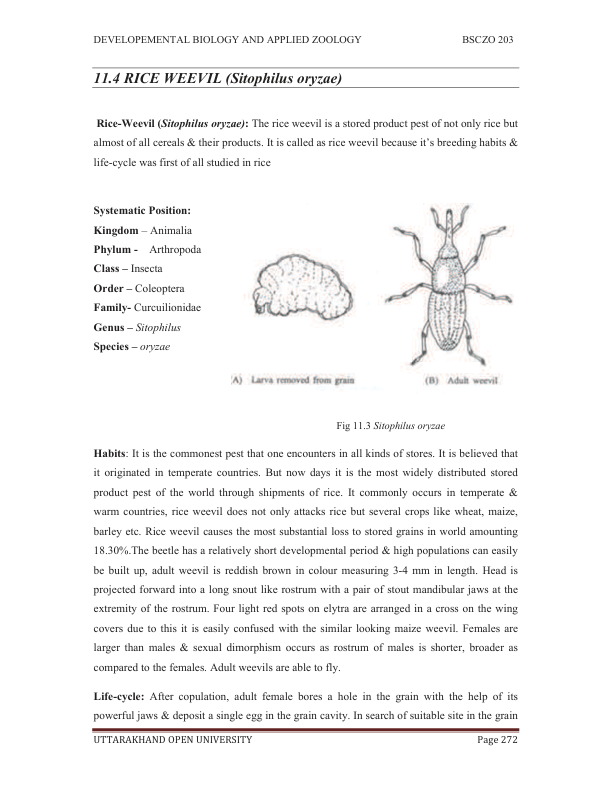 DEVELOPEMENTAL BIOLOGY AND APPLIED ZOOLOGY BSCZO 203
11.4 RICE WEEVIL (Sitophilus oryzae)
Rice-Weevil (Sitophilus oryzae): The rice weevil is a stored product pest of not only rice but
almost of all cereals & their products. It is called as rice weevil because it's breeding habits &
life-cycle was first of all studied in rice
Systematic Position:
Kingdom – Animalia
Phylum - Arthropoda
Class – Insecta
Order – Coleoptera
Family- Curcuilionidae
Genus – Sitophilus
Species – oryzae
A) Larva removed from grain (B) Adult weevil
Fig 11.3 Sitophilus oryzae
Habits: It is the commonest pest that one encounters in all kinds of stores. It is believed that
it originated in temperate countries. But now days it is the most widely distributed stored
product pest of the world through shipments of rice. It commonly occurs in temperate &
warm countries, rice weevil does not only attacks rice but several crops like wheat, maize,
barley etc. Rice weevil causes the most substantial loss to stored grains in world amounting
18.30%.The beetle has a relatively short developmental period & high populations can easily
be built up, adult weevil is reddish brown in colour measuring 3-4 mm in length. Head is
projected forward into a long snout like rostrum with a pair of stout mandibular jaws at the
extremity of the rostrum. Four light red spots on elytra are arranged in a cross on the wing
covers due to this it is easily confused with the similar looking maize weevil. Females are
larger than males & sexual dimorphism occurs as rostrum of males is shorter, broader as
compared to the females. Adult weevils are able to fly.
Life-cycle: After copulation, adult female bores a hole in the grain with the help of its
powerful jaws & deposit a single egg in the grain cavity. In search of suitable site in the grain
UTTARAKHAND OPEN UNIVERSITY Page 272